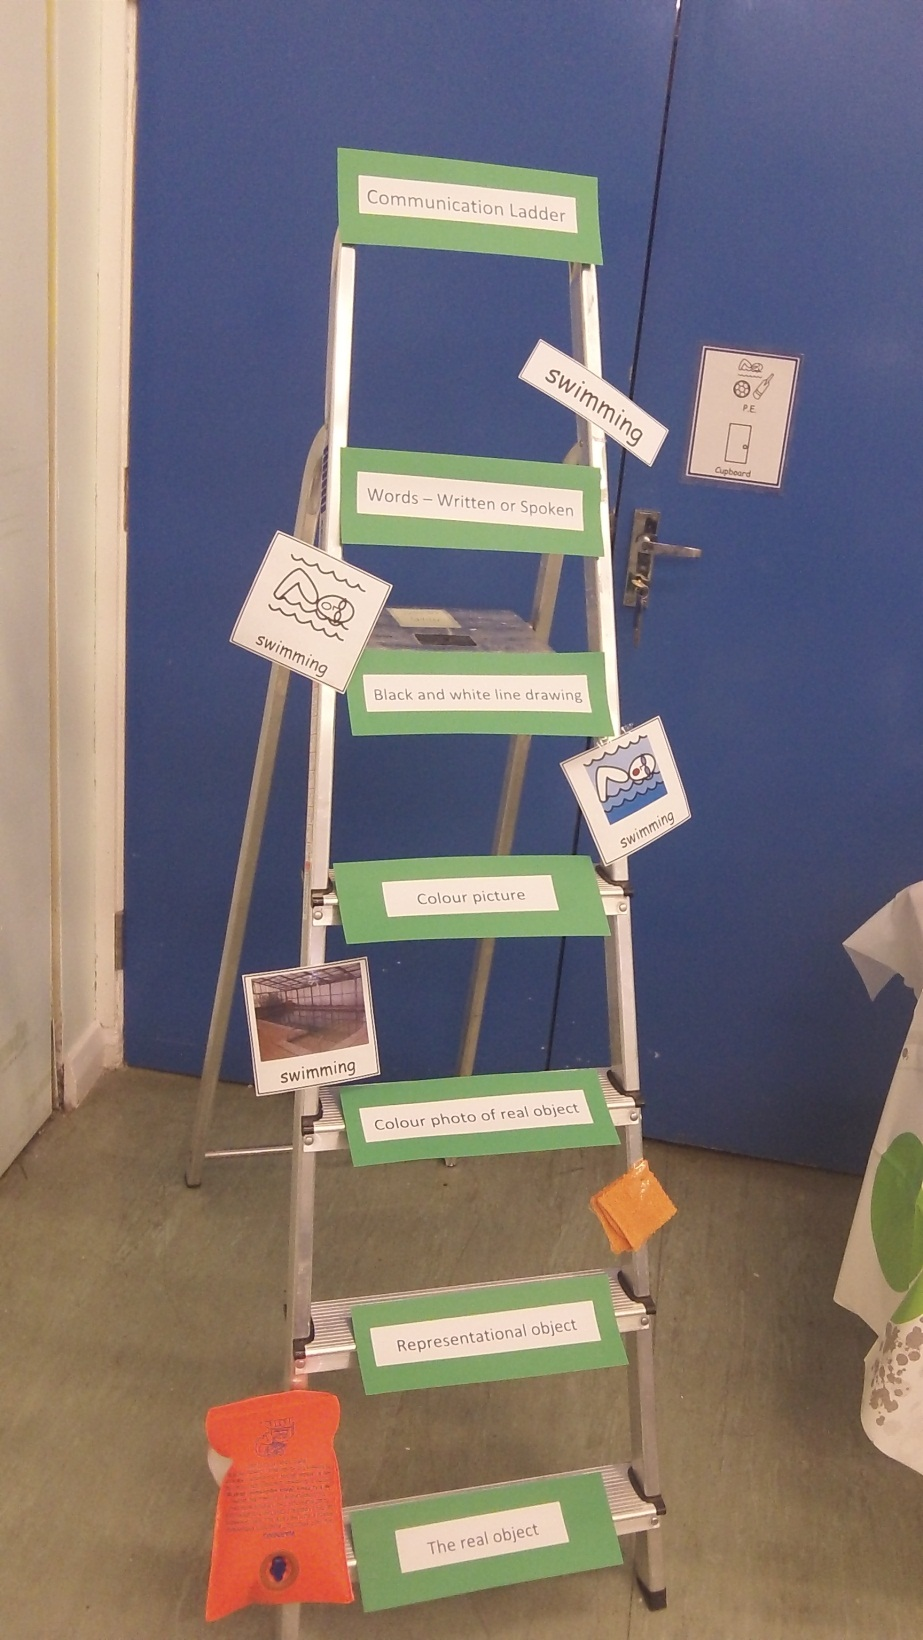 Communication Ladder
swimming
P.E.
Cupboard
Words – Written or Spoken
swimming
Black and white line drawing
swimming
Colour picture
swimming
Colour photo of real object
Representational object
The real object